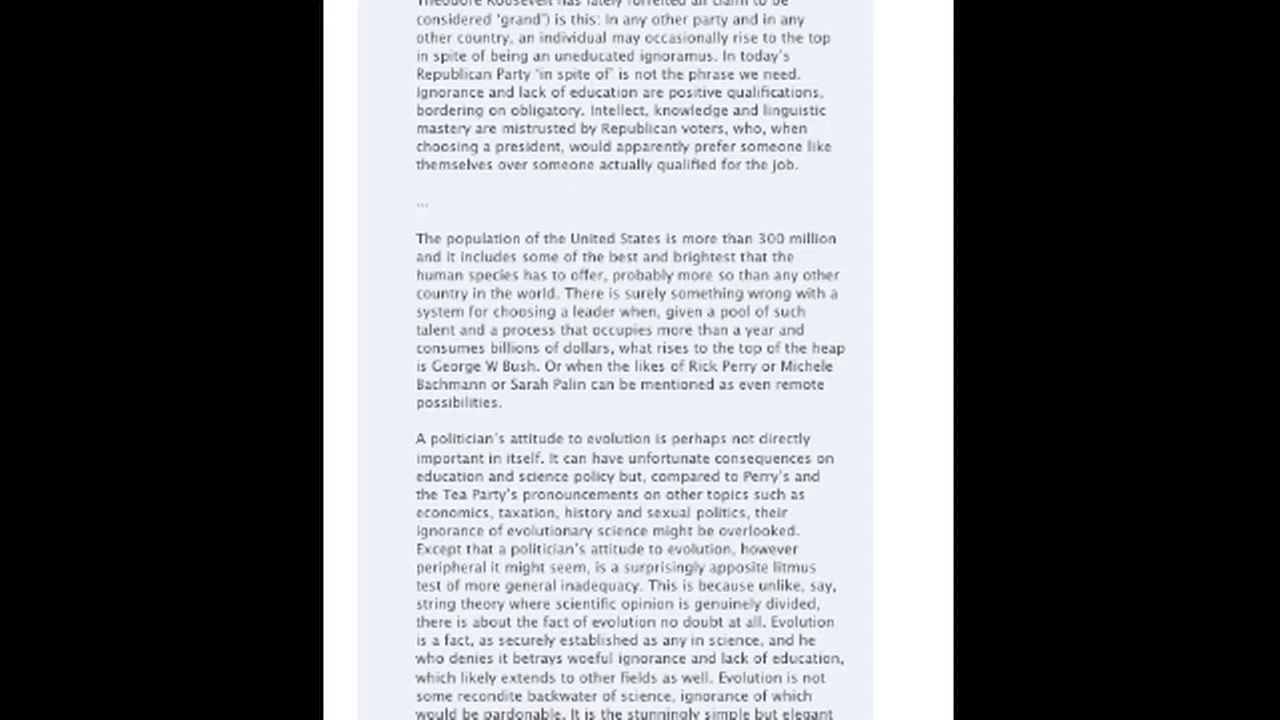 Theodore Roosevelt has lately forfeited all claim to be
considered 'grand') is this: In any other party and in any
other country, an individual may occasionally rise to the top
in spite of being an uneducated ignoramus. In today's
Republican Party 'in spite of' is not the phrase we need.
Ignorance and lack of education are positive qualifications,
bordering on obligatory. Intellect, knowledge and linguistic
mastery are mistrusted by Republican voters, who, when
choosing a president, would apparently prefer someone like
themselves over someone actually qualified for the job.
...
The population of the United States is more than 300 million
and it includes some of the best and brightest that the
human species has to offer, probably more so than any other
country in the world. There is surely something wrong with a
system for choosing a leader when, given a pool of such
talent and a process that occupies more than a year and
consumes billions of dollars, what rises to the top of the heap
is George W Bush. Or when the likes of Rick Perry or Michele
Bachmann or Sarah Palin can be mentioned as even remote
possibilities.
A politician's attitude to evolution is perhaps not directly
important in itself. It can have unfortunate consequences on
education and science policy but, compared to Perry's and
the Tea Party's pronouncements on other topics such as
economics, taxation, history and sexual politics, their
ignorance of evolutionary science might be overlooked.
Except that a politician's attitude to evolution, however
peripheral it might seem, is a surprisingly apposite litmus
test of more general inadequacy. This is because unlike, say,
string theory where scientific opinion is genuinely divided,
there is about the fact of evolution no doubt at all. Evolution
is a fact, as securely established as any in science, and he
who denies it betrays woeful ignorance and lack of education,
which likely extends to other fields as well. Evolution is not
some recondite backwater of science, ignorance of which
would be pardonable. It is the stunningly simple but elegant